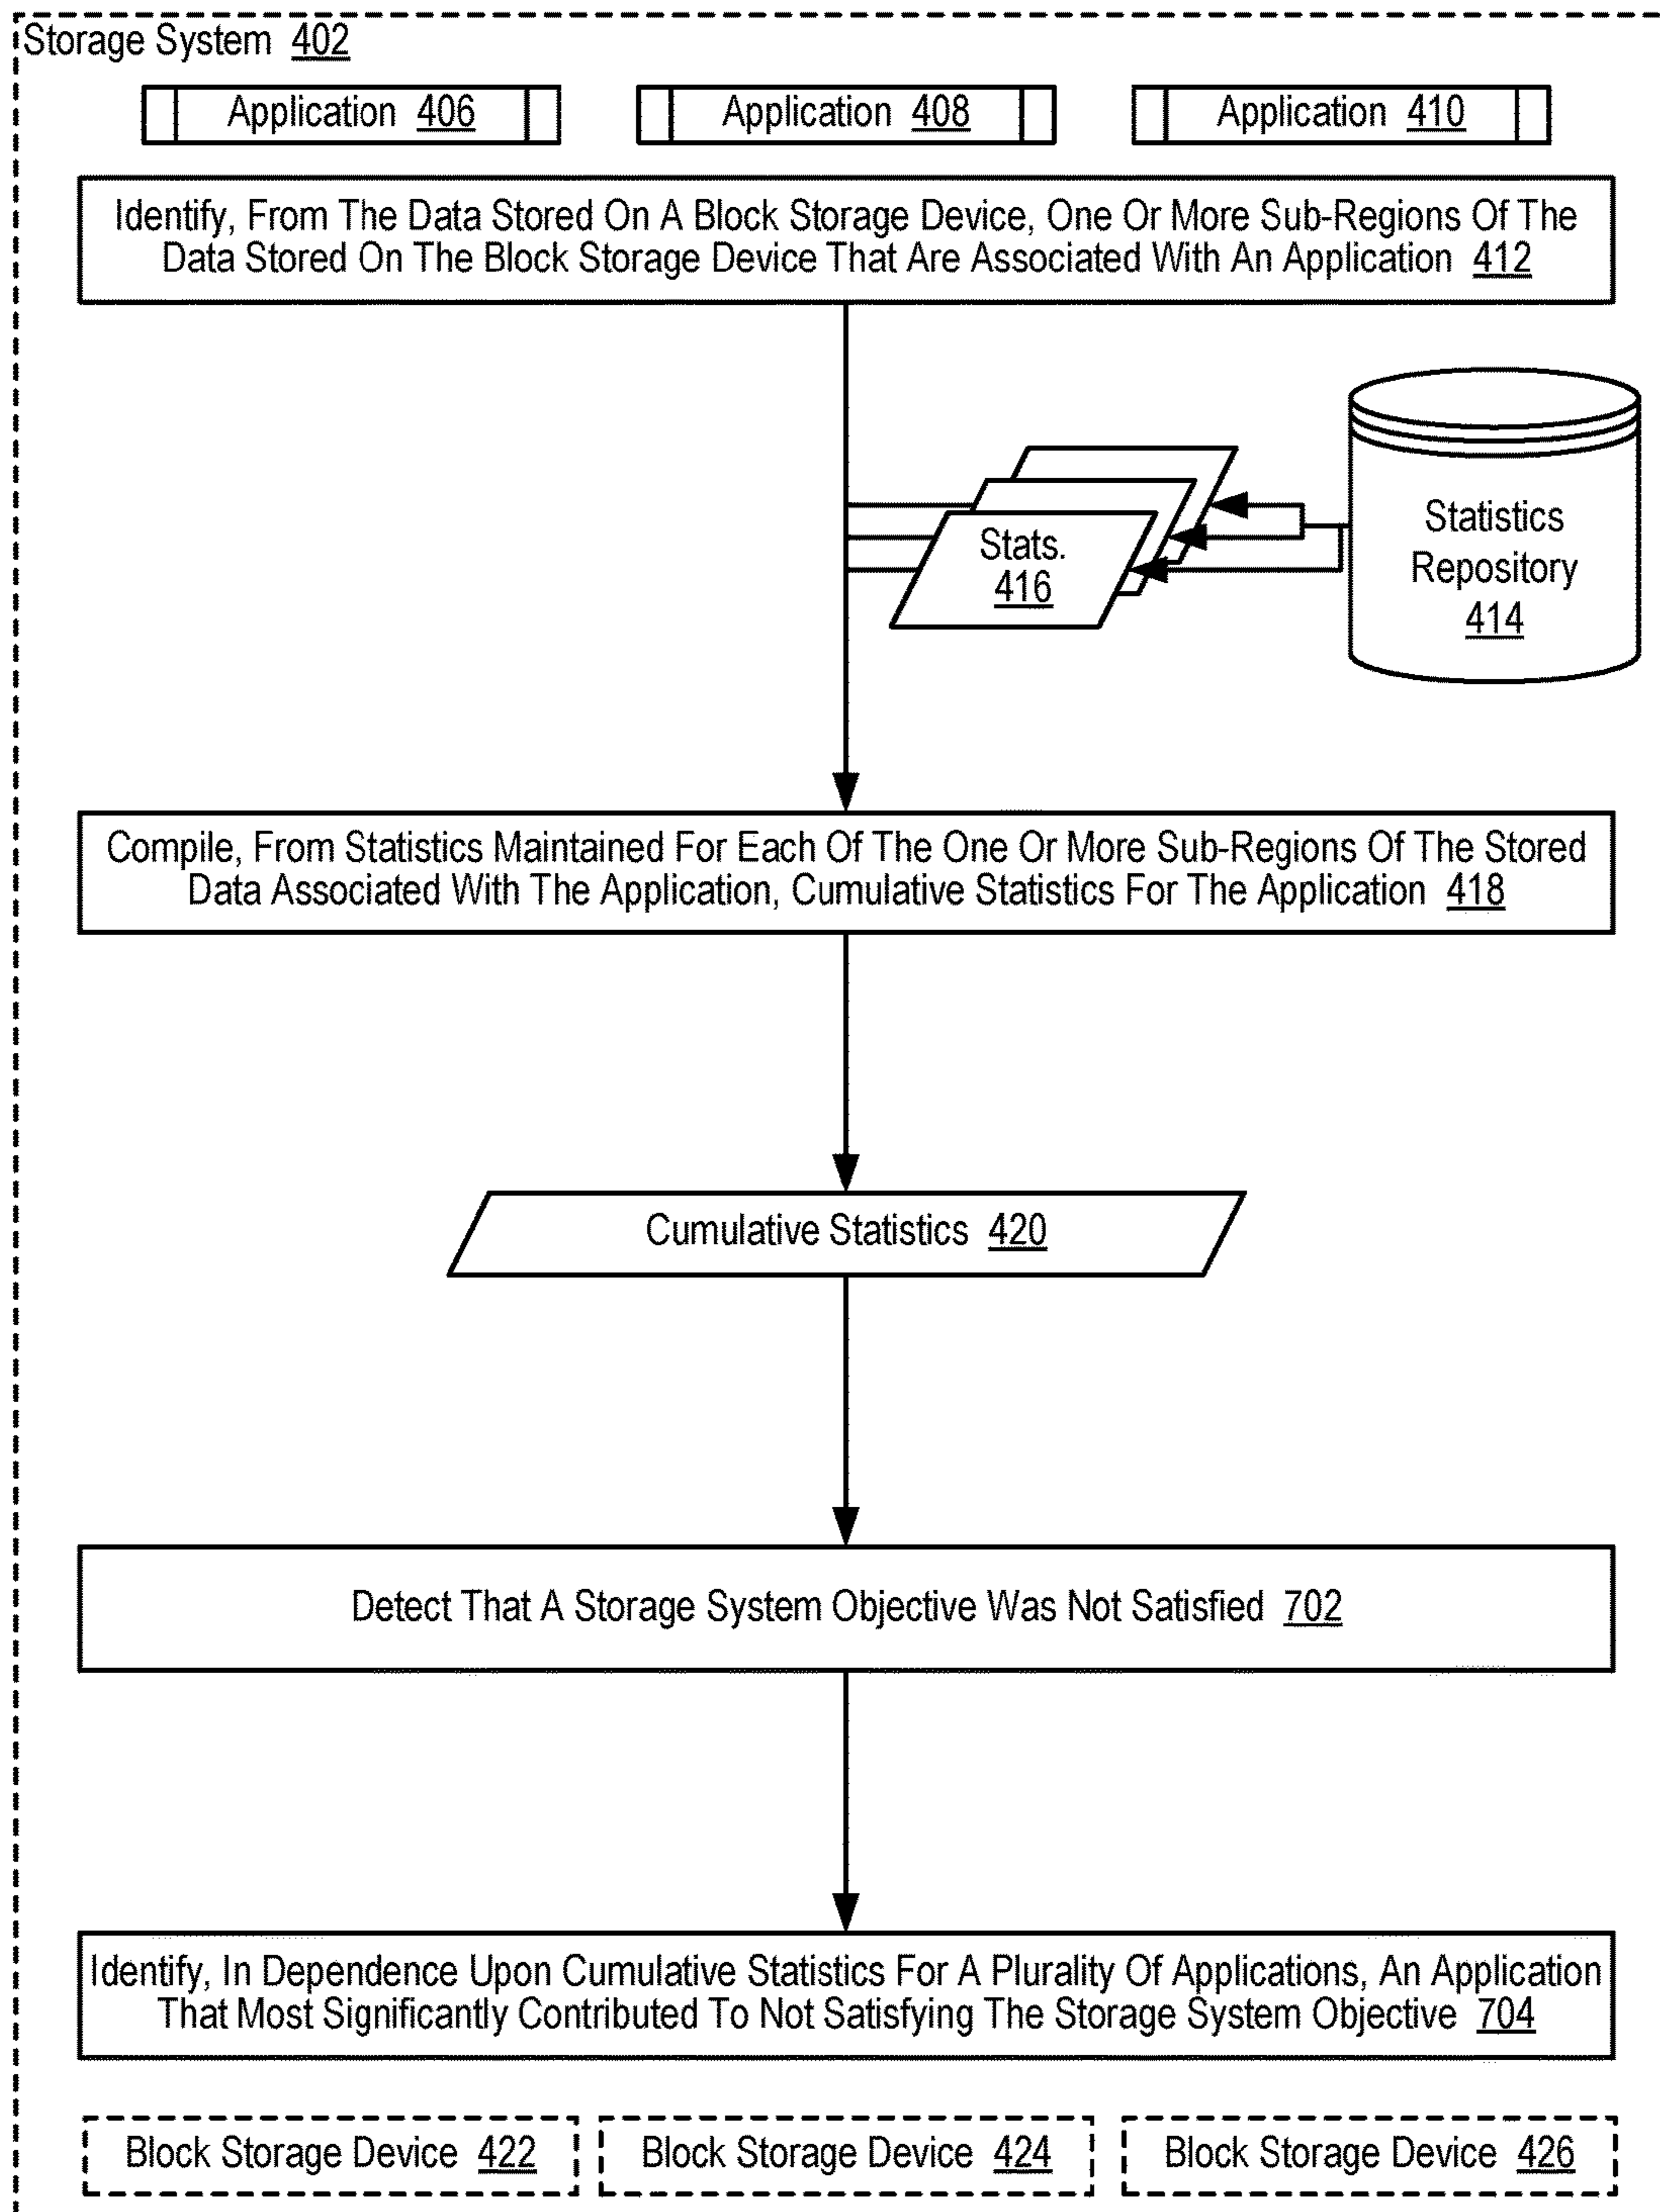 Storage System 402
Application 406
Application 408
Application 410
Identify, From The Data Stored On A Block Storage Device, One Or More Sub-Regions Of The
Data Stored On The Block Storage Device That Are Associated With An Application 412
Stats.
416
Statistics
Repository
414
Compile, From Statistics Maintained For Each Of The One Or More Sub-Regions Of The Stored
Data Associated With The Application, Cumulative Statistics For The Application 418
Cumulative Statistics 420
Detect That A Storage System Objective Was Not Satisfied 702
Identify, In Dependence Upon Cumulative Statistics For A Plurality Of Applications, An Application
That Most Significantly Contributed To Not Satisfying The Storage System Objective 704
Block Storage Device 422
Block Storage Device 424
Block Storage Device 426